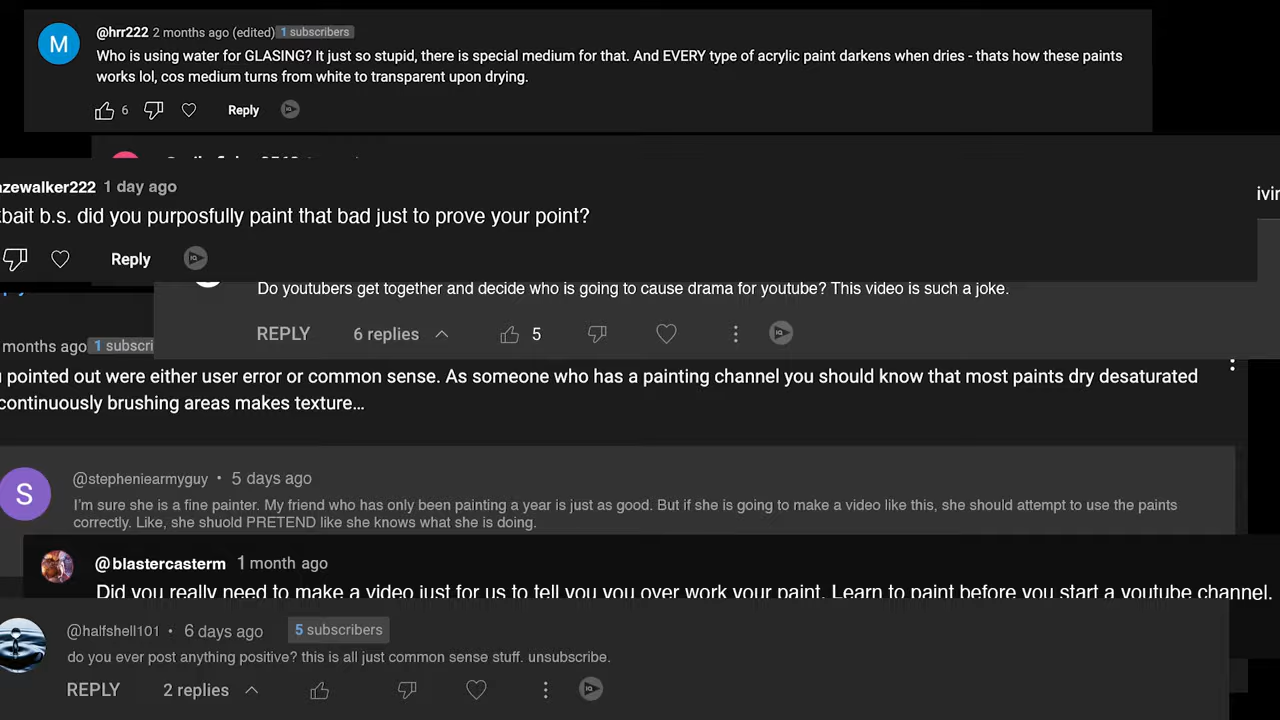 M
@hrr222 2 months ago (edited) 1 subscribers
Who is using water for GLASING? It just so stupid, there is special medium for that. And EVERY type of acrylic paint darkens when dries - thats how these paints
works lol, cos medium turns from white to transparent upon drying.
6 Reply
azewalker222 1 day ago
bait b.s. did you purposfully paint that bad just to prove your point?
Reply
Do youtubers get together and decide who is going to cause drama for youtube? This video is such a joke.
REPLY 6 replies 5
months ago 1 subscri
pointed out were either user error or common sense. As someone who has a painting channel you should know that most paints dry desaturated
continuously brushing areas makes texture…
S
@stepheniearmyguy • 5 days ago
I'm sure she is a fine painter. My friend who has only been painting a year is just as good. But if she is going to make a video like this, she should attempt to use the paints
correctly. Like, she shuold PRETEND like she knows what she is doing.
@blastercasterm 1 month ago
Did you really need to make a video just for us to tell you you over work your paint. Learn to paint before you start a youtube channel.
@halfshell101 • 6 days ago 5 subscribers
do you ever post anything positive? this is all just common sense stuff. unsubscribe.
REPLY 2 replies